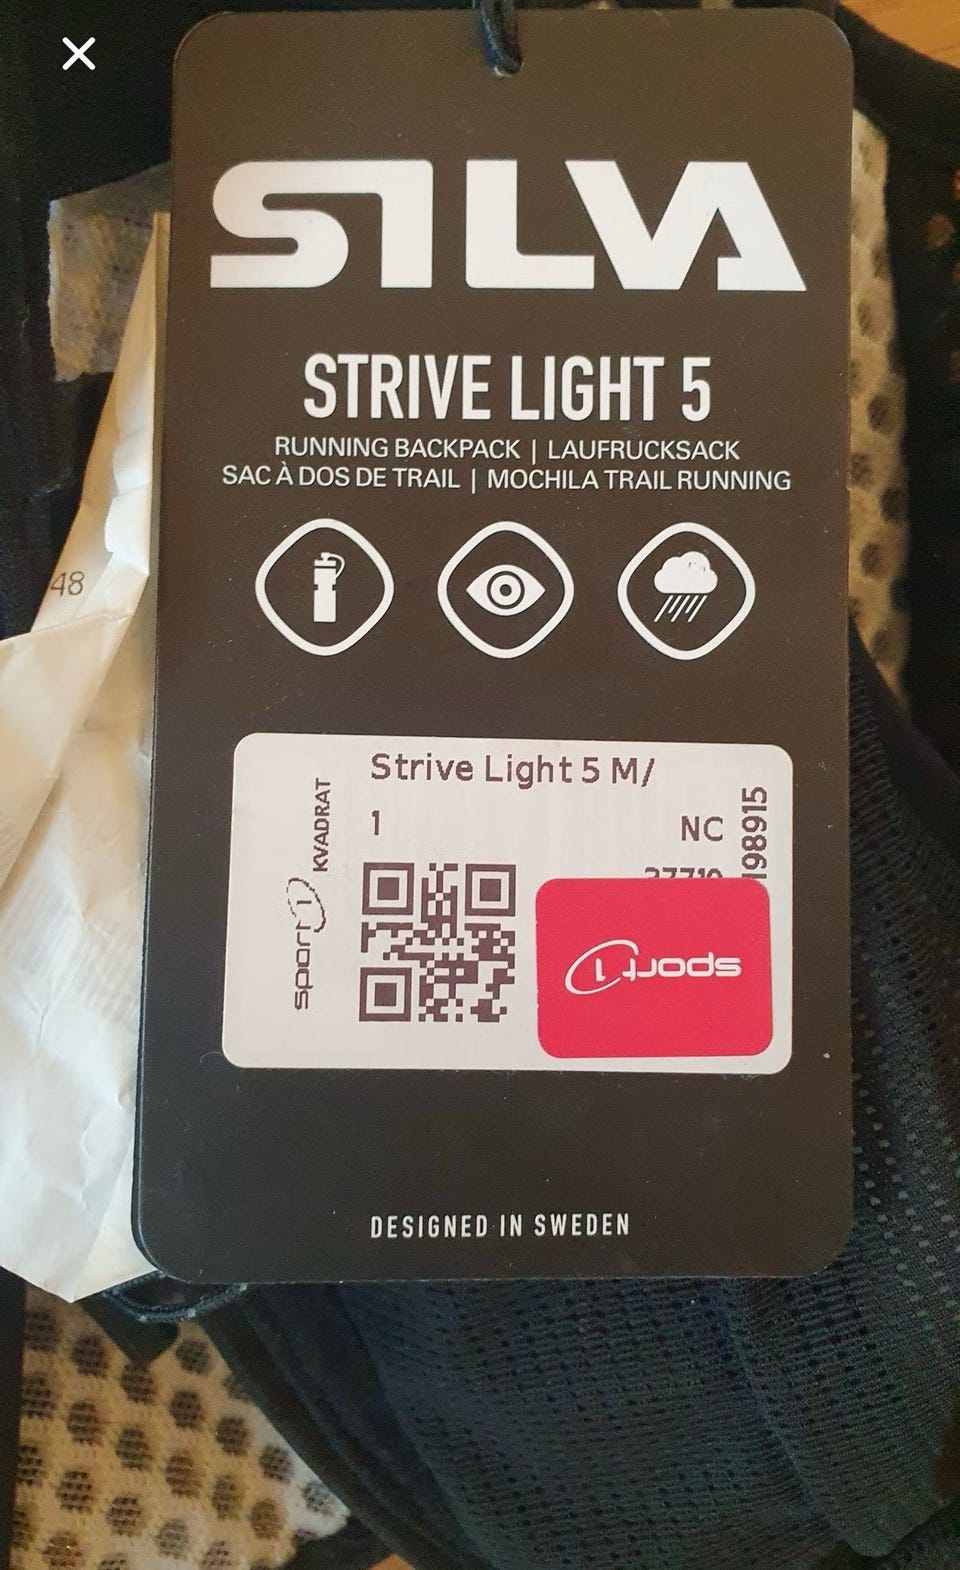 SILVA
STRIVE LIGHT 5
RUNNING BACKPACK | LAUFRUCKSACK
SAC À DOS DE TRAIL | MOCHILA TRAIL RUNNING
48
Strive Light 5 M/
1
NC
198915
sport 1
KVADRAT
sport 1
DESIGNED IN SWEDEN